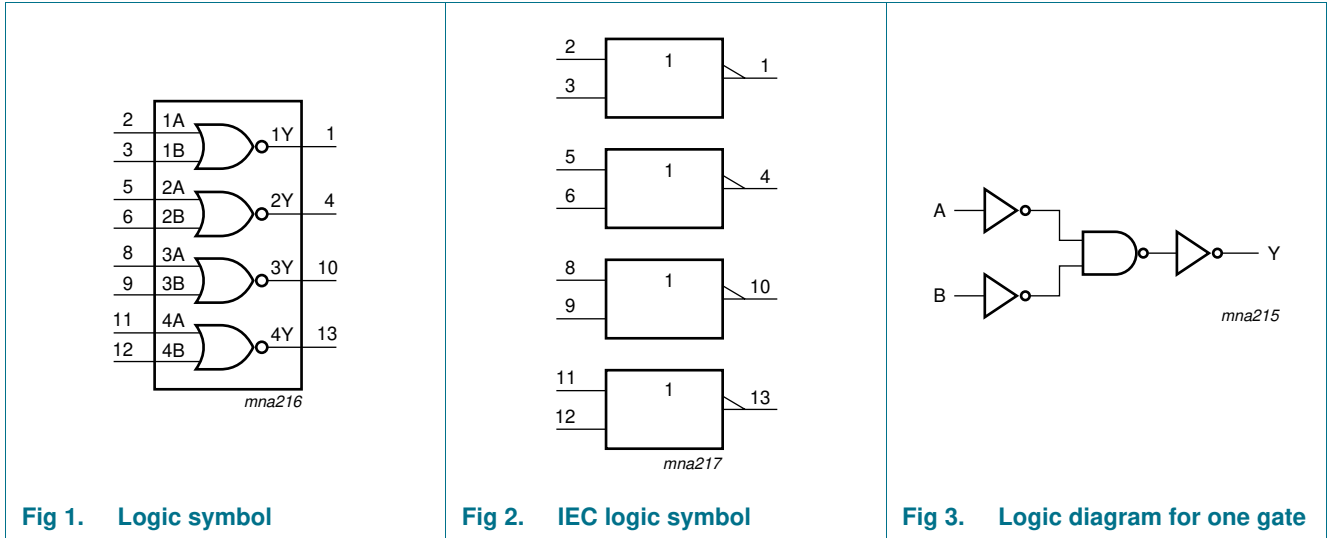 2 1A 1Y 1
3 1B
5 2A 2Y 4
6 2B
8 3A 3Y 10
9 3B
11 4A 4Y 13
12 4B
mna216
Fig 1. Logic symbol
2 1 1
3
5 1 4
6
8 1 10
9
11 1 13
12
mna217
Fig 2. IEC logic symbol
A
B
Y
mna215
Fig 3. Logic diagram for one gate